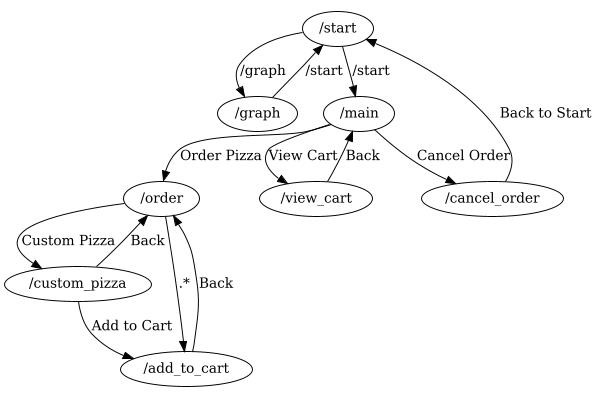 /start
/graph
/start
/start
/graph
/main
Back to Start
Order Pizza
View Cart
Back
Cancel Order
/order
/view_cart
/cancel_order
Custom Pizza
Back
/custom_pizza
.*
Back
Add to Cart
/add_to_cart